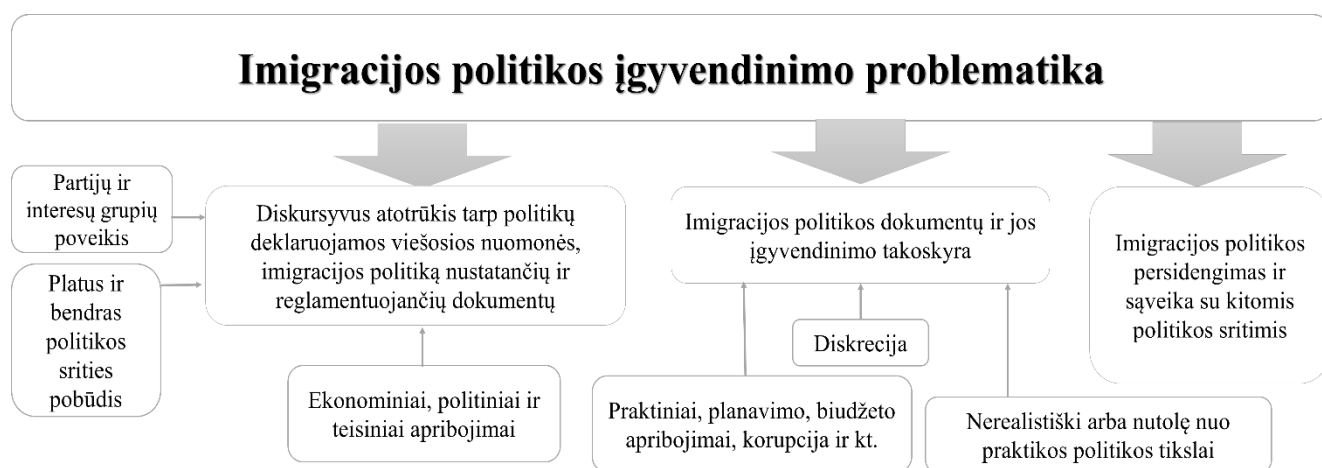 Imigracijos politikos įgyvendinimo problematika
Partijų ir
interesų grupių
poveikis
Platus ir
bendras
politikos
srities
pobūdis
Diskursyvus atotrūkis tarp politikų
deklaruojamos viešosios nuomonės,
imigracijos politiką nustatančių ir
reglamentuojančių dokumentų
Ekonominiai, politiniai ir
teisiniai apribojimai
Imigracijos politikos dokumentų ir jos
įgyvendinimo takoskyra
Diskrecija
Praktiniai, planavimo, biudžeto
apribojimai, korupcija ir kt.
Nerealistiški arba nutolę nuo
praktikos politikos tikslai
Imigracijos politikos
persidengimas ir
sąveika su kitomis
politikos sritimis